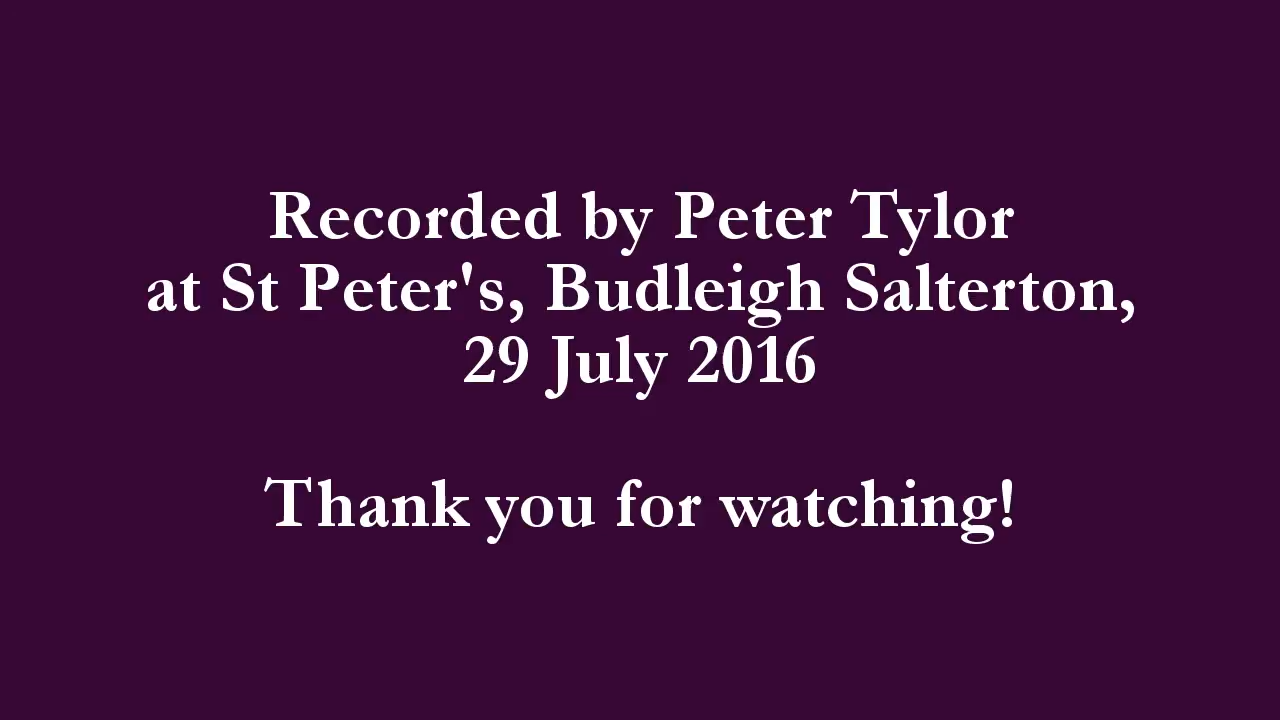 Recorded by Peter Tylor
at St Peter's, Budleigh Salterton,
29 July 2016
Thank you for watching!